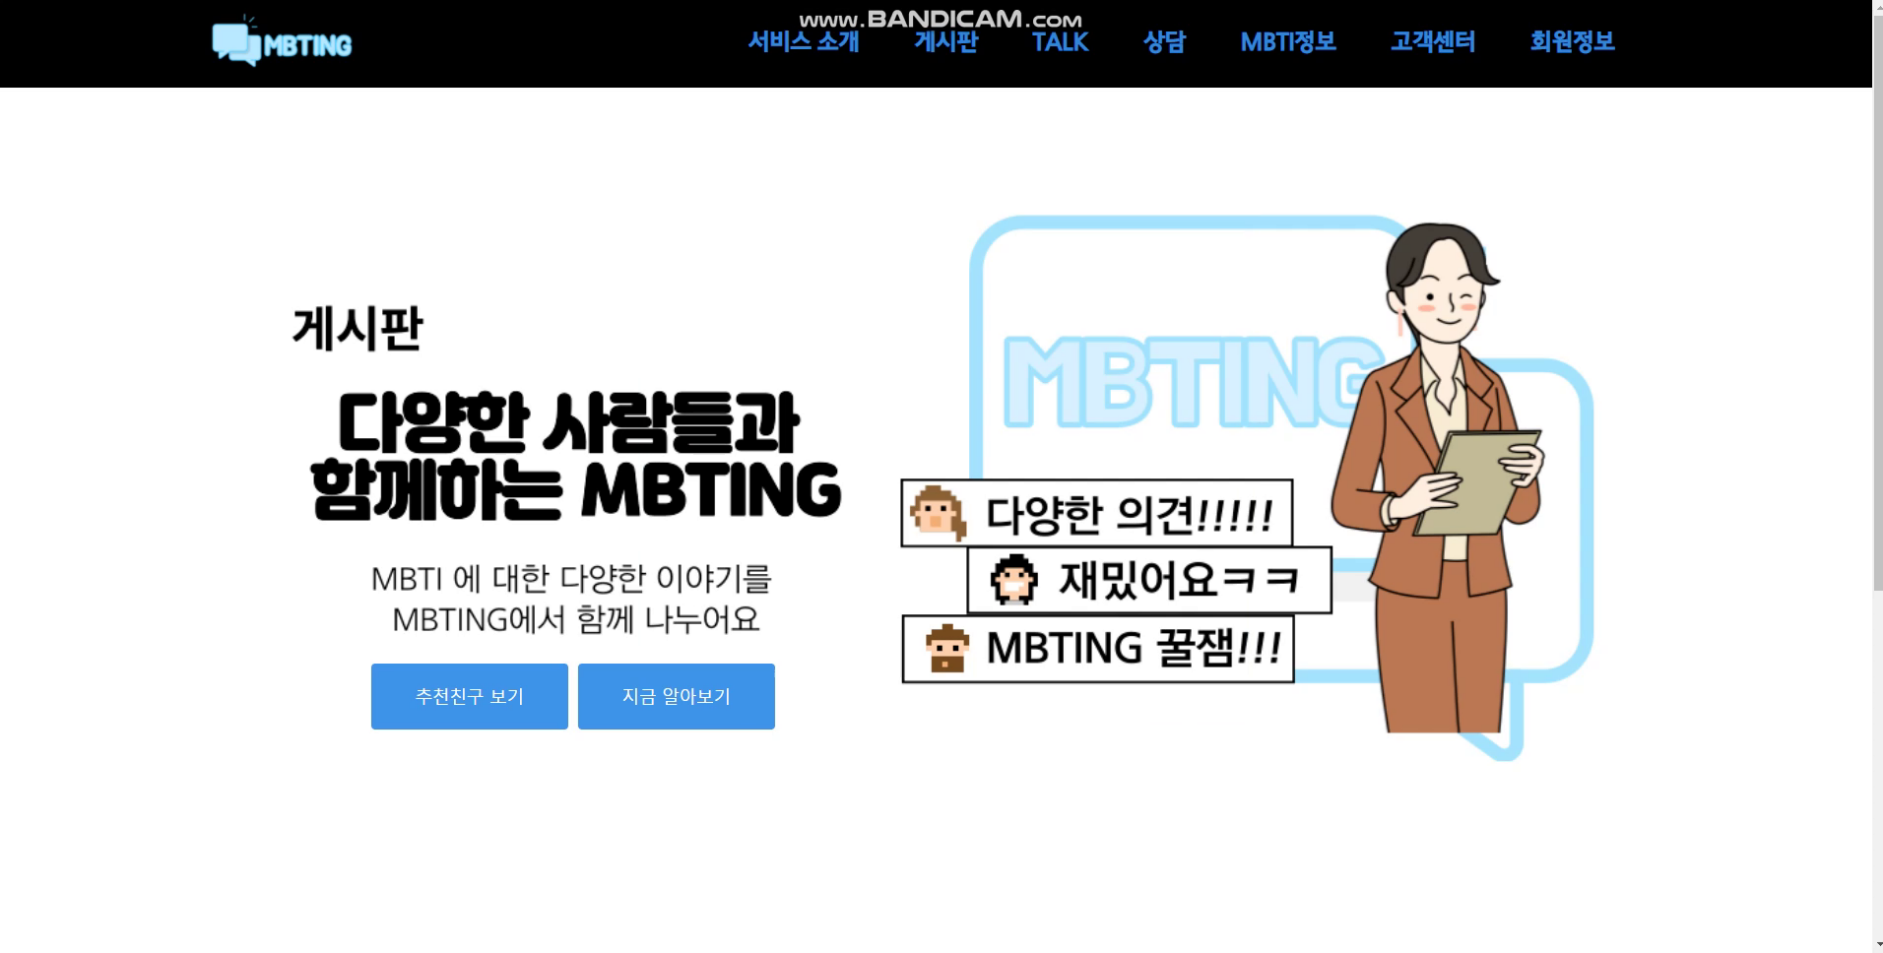 www.BANDICAM.com
MBTING
서비스 소개 게시판 TALK 상담 MBTI정보 고객센터 회원정보
게시판
다양한 사람들과
함께하는 MBTING
MBTI 에 대한 다양한 이야기를
MBTING에서 함께 나누어요
추천친구 보기 지금 알아보기
MBTING
다양한 의견!!!!!
재밌어요ㅋㅋ
MBTING 꿀잼!!!